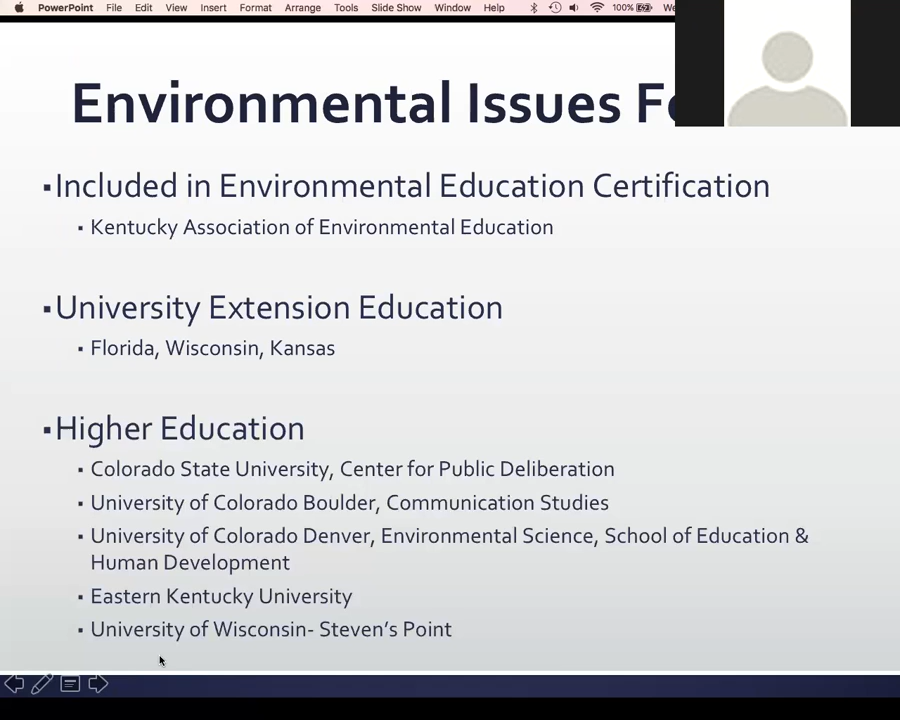 PowerPoint File Edit View Insert Format Arrange Tools Slide Show Window Help 100%
Environmental Issues
▪Included in Environmental Education Certification
▪ Kentucky Association of Environmental Education
▪University Extension Education
▪ Florida, Wisconsin, Kansas
▪Higher Education
▪ Colorado State University, Center for Public Deliberation
▪ University of Colorado Boulder, Communication Studies
▪ University of Colorado Denver, Environmental Science, School of Education &
Human Development
▪ Eastern Kentucky University
▪ University of Wisconsin- Steven’s Point